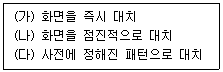 (가) 화면을 즉시 대치
(나) 화면을 점진적으로 대치
(다) 사전에 정해진 패턴으로 대치